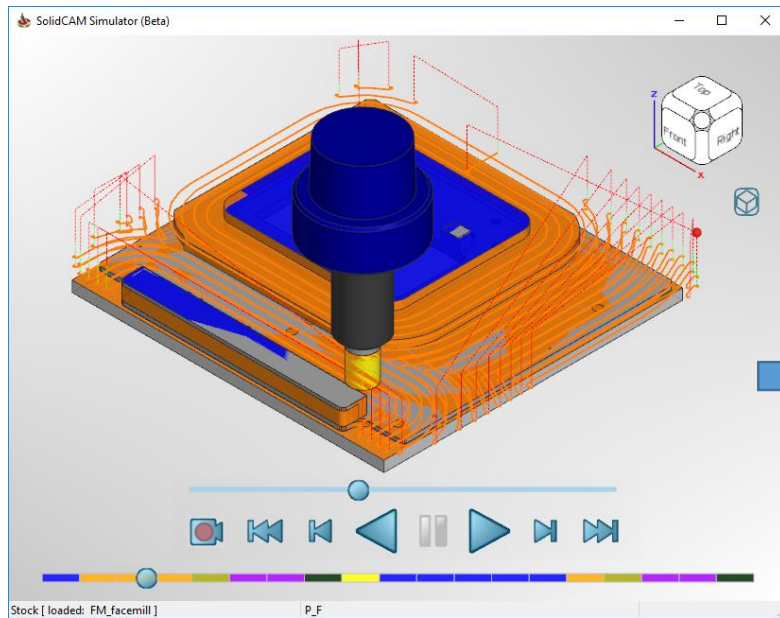 SolidCAM Simulator (Beta)
Top
Front
Right
Z
X
Stock [ loaded: FM_facemill ]
P_F